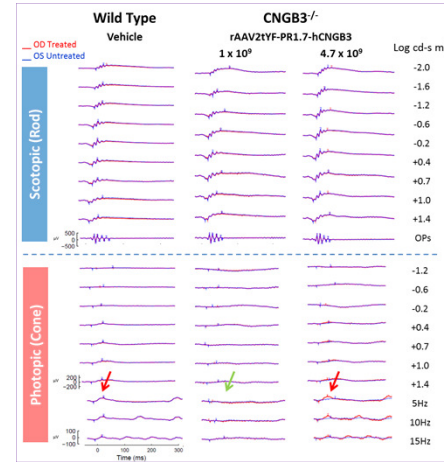 Wild Type CNGB3-/-
Vehicle rAAV2tYF-PR1.7-hCNGB3
OD Treated
OS Untreated
1 x 10⁹ 4.7 x 10⁹ Log cd-s m
Scotopic (Rod)
-2.0
-1.6
-1.2
-0.6
-0.2
+0.4
+0.7
+1.0
+1.4
500
0
-500
µV
OPs
Photopic (Cone)
-1.2
-0.6
-0.2
+0.4
+0.7
+1.0
+1.4
200
0
-200
µV
5Hz
10Hz
15Hz
0 100 200 300
Time (ms)